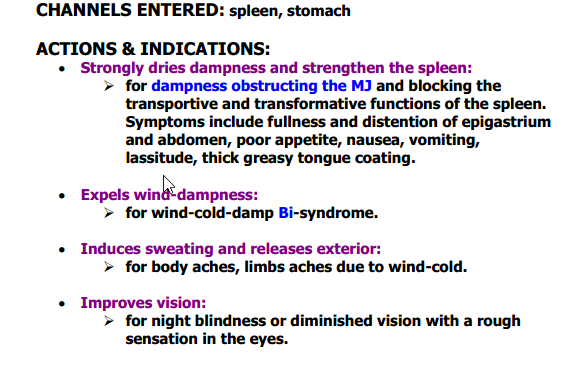 CHANNELS ENTERED: spleen, stomach
ACTIONS & INDICATIONS:
• Strongly dries dampness and strengthen the spleen:
➢ for dampness obstructing the MJ and blocking the
transportive and transformative functions of the spleen.
Symptoms include fullness and distention of epigastrium
and abdomen, poor appetite, nausea, vomiting,
lassitude, thick greasy tongue coating.
• Expels wind-dampness:
➢ for wind-cold-damp Bi-syndrome.
• Induces sweating and releases exterior:
➢ for body aches, limbs aches due to wind-cold.
• Improves vision:
➢ for night blindness or diminished vision with a rough
sensation in the eyes.